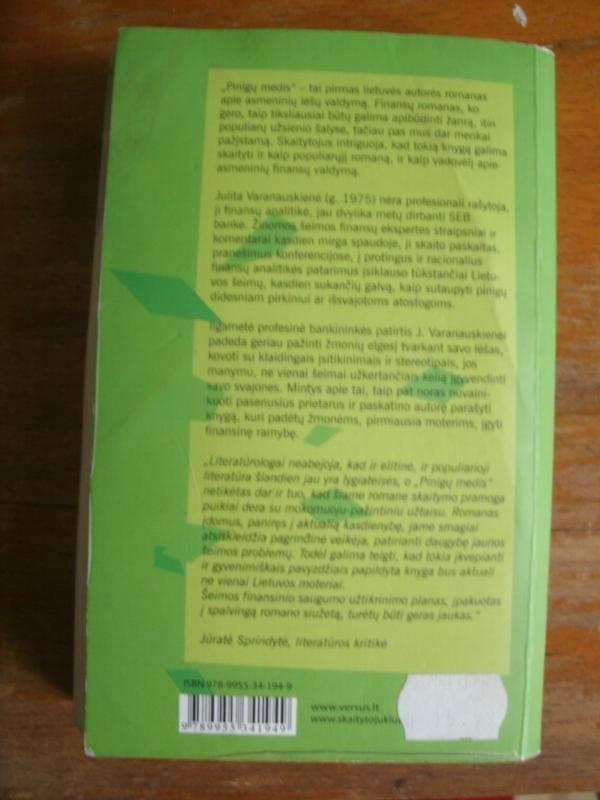 „Pinigų medis“ – tai pirmas lietuvės autorės romanas
apie asmeninių lėšų valdymą. Finansų romanas, ko
gero, taip tiksliausiai būtų galima apibūdinti žanrą, itin
populiarų užsienio šalyse, tačiau pas mus dar menkai
pažįstamą. Skaitytojus intriguoja, kad tokią knygą galima
skaityti ir kaip populiarųjį romaną, ir kaip vadovėlį apie
asmeninių finansų valdymą.
Julita Varanauskienė (g. 1975) nėra profesionali rašytoja,
ji finansų analitikė, jau dvylika metų dirbanti SEB
banke. Žinomos šeimos finansų ekspertės straipsniai ir
komentarai kasdien mirga spaudoje, ji skaito paskaitas,
pranešimus konferencijose, į protingus ir racionalius
finansų analitikės patarimus įsiklauso tūkstančiai Lietu-
vos šeimų, kasdien sukančių galvą, kaip sutaupyti pinigų
didesniam pirkiniui ar išsvajotoms atostogoms.
Ilgametė profesinė bankininkės patirtis J. Varanauskienei
padeda geriau pažinti žmonių elgesį tvarkant savo lėšas,
kovoti su klaidingais įsitikinimais ir stereotipais, jos
manymu, ne vienai šeimai užkertančiais kelią įgyvendinti
savo svajones. Mintys apie tai, taip pat noras nuvaini-
kuoti pasenusius prietarus ir paskatino autorę parašyti
knygą, kuri padėtų žmonėms, pirmiausia moterims, įgyti
finansinę ramybę.
„Literatūrologai neabejoja, kad ir elitinė, ir populiarioji
literatūra šiandien jau yra lygiateisės, o „Pinigų medis“
netikėtas dar ir tuo, kad šiame romane skaitymo pramoga
puikiai dera su mokomuoju-pažintiniu užtaisu. Romanas
įdomus, paniręs į aktualią kasdienybę, jame smagiai
atsiskleidžia pagrindinė veikėja, patirianti daugybę jaunos
šeimos problemų. Todėl galima teigti, kad tokia įkvepianti
ir gyvenimiškais pavyzdžiais papildyta knyga bus aktuali
ne vienai Lietuvos moteriai.
Šeimos finansinio saugumo užtikrinimo planas, įpakuotas
į spalvingą romano siužetą, turėtų būti geras jaukas.“
Jūratė Sprindytė, literatūros kritikė
ISBN 978-9955-34-194-9
9 789955 341949
www.versus.lt